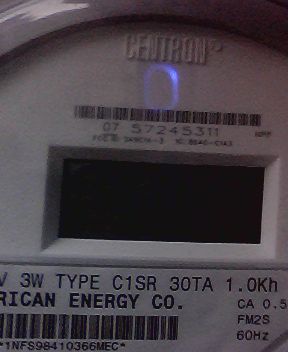 CENTRON®
07 57245311
V 3W TYPE C1SR 30TA 1.0Kh
RICAN ENERGY CO.
CA 0.5
FM2S
60Hz
*1NFS98410366MEC*